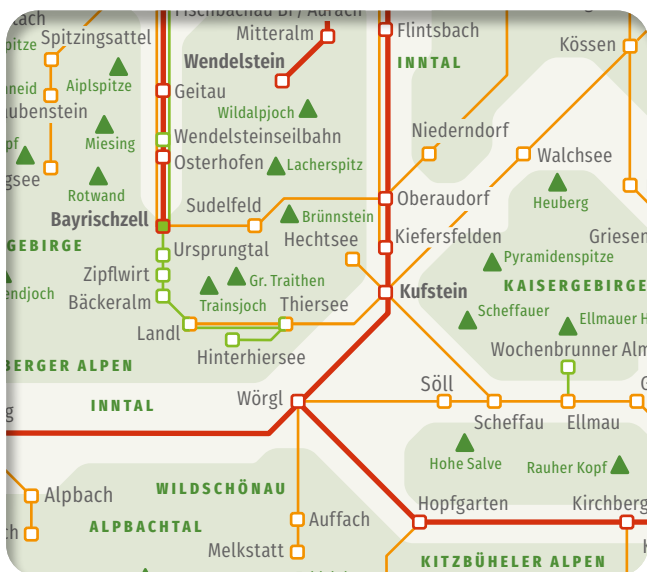 Fischbachau Bf / Aurach
Spitzingsattel
Mitteralm
Flintsbach
Kössen
Wendelstein
INNTAL
Aiplspitze
Geitau
Wildalpjoch
Niederndorf
Miesing
Wendelsteinseilbahn
Osterhofen
Lacherspitz
Walchsee
Rotwand
Sudelfeld
Oberaudorf
Heuberg
Bayrischzell
Brünnstein
Hechtsee
Kiefersfelden
GEBIRGE
Ursprungtal
Pyramidenspitze
Zipflwirt
Gr. Traithen
KAISERGEBIRGE
Trainsjoch
Bäckeralm
Thiersee
Kufstein
Scheffauer
Landl
Ellmauer H
Hinterhiersee
Wochenbrunner Alm
BERGER ALPEN
Söll
INNTAL
Wörgl
Scheffau
Ellmau
Hohe Salve
Rauher Kopf
WILDSCHÖNAU
Alpbach
Hopfgarten
Kirchberg
Auffach
ALPBACHTAL
Melkstatt
KITZBÜHELER ALPEN